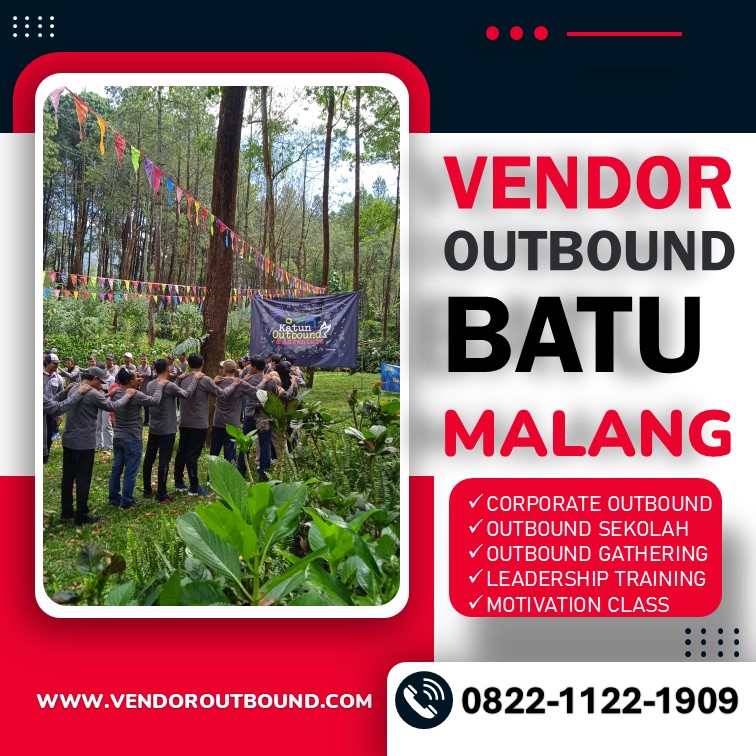 VENDOR
OUTBOUND
BATU
MALANG
Katun
Outbound
& Adventure
✓ CORPORATE OUTBOUND
✓ OUTBOUND SEKOLAH
✓ OUTBOUND GATHERING
✓ LEADERSHIP TRAINING
✓ MOTIVATION CLASS
WWW.VENDOROUTBOUND.COM
0822-1122-1909